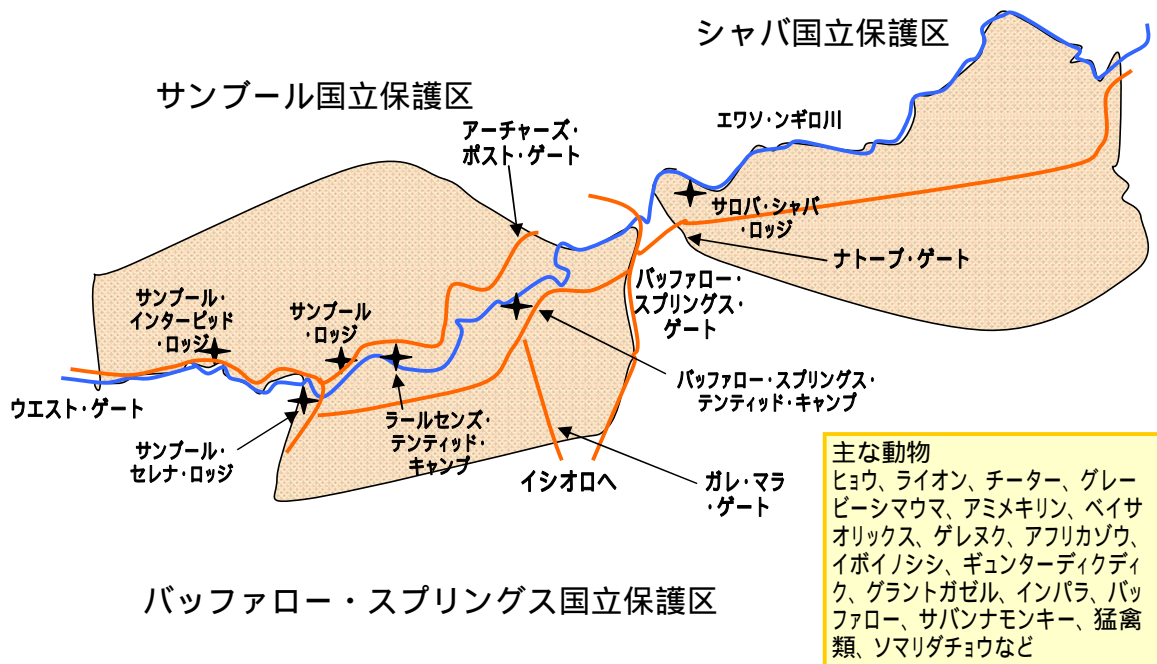 シャバ国立保護区
サンブール国立保護区
エワソ・ンギロ川
アーチャーズ・
ポスト・ゲート
サロバ・シャバ
・ロッジ
ナトーブ・ゲート
バッファロー・
スプリングス・
ゲート
サンブール・
インターピッド
・ロッジ
サンブール
・ロッジ
バッファロー・スプリングス・
テンティッド・キャンプ
ウエスト・ゲート
ラールセンズ・
テンティッド・
キャンプ
サンブール・
セレナ・ロッジ
イシオロへ
ガレ・マラ
・ゲート
バッファロー・スプリングス国立保護区
主な動物
ヒョウ、ライオン、チーター、グレー
ビーシマウマ、アミメキリン、ベイサ
オリックス、ゲレヌク、アフリカゾウ、
イボイノシシ、ギュンターディクディ
ク、グラントガゼル、インパラ、バッ
ファロー、サバンナモンキー、猛禽
類、ソマリダチョウなど